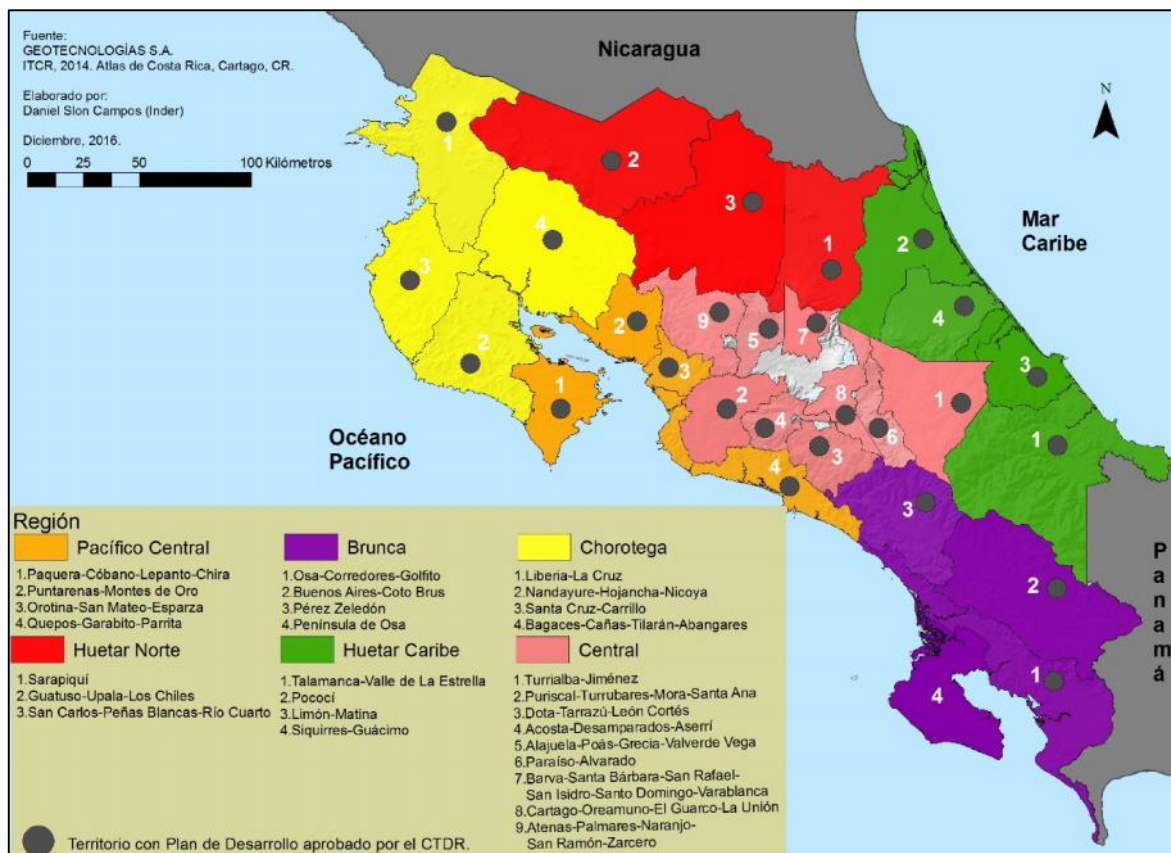 Fuente:
GEOTECNOLOGÍAS S.A.
ITCR, 2014. Atlas de Costa Rica, Cartago, CR.
Elaborado por:
Daniel Slon Campos (Inder)
Diciembre, 2016.
0 25 50 100 Kilómetros
Nicaragua
N
Mar
Caribe
Océano
Pacífico
Panamá
1
2
3
4
3
2
1
2
1
2
9
5
7
4
3
2
8
1
3
1
4
6
3
1
4
3
2
1
4
Región
Pacífico Central
1.Paquera-Cóbano-Lepanto-Chira
2.Puntarenas-Montes de Oro
3.Orotina-San Mateo-Esparza
4.Quepos-Garabito-Parrita
Brunca
1.Osa-Corredores-Golfito
2.Buenos Aires-Coto Brus
3.Pérez Zeledón
4.Península de Osa
Chorotega
1.Liberia-La Cruz
2.Nandayure-Hojancha-Nicoya
3.Santa Cruz-Carrillo
4.Bagaces-Cañas-Tilarán-Abangares
Huetar Norte
1.Sarapiquí
2.Guatuso-Upala-Los Chiles
3.San Carlos-Peñas Blancas-Río Cuarto
Huetar Caribe
1.Talamanca-Valle de La Estrella
2.Pococí
3.Limón-Matina
4.Siquirres-Guácimo
Central
1.Turrialba-Jiménez
2.Puriscal-Turrubares-Mora-Santa Ana
3.Dota-Tarrazú-León Cortés
4.Acosta-Desamparados-Aserrí
5.Alajuela-Poás-Grecia-Valverde Vega
6.Paraíso-Alvarado
7.Barva-Santa Bárbara-San Rafael-
San Isidro-Santo Domingo-Varablanca
8.Cartago-Oreamuno-El Guarco-La Unión
9.Atenas-Palmares-Naranjo-
San Ramón-Zarcero
Territorio con Plan de Desarrollo aprobado por el CTDR.